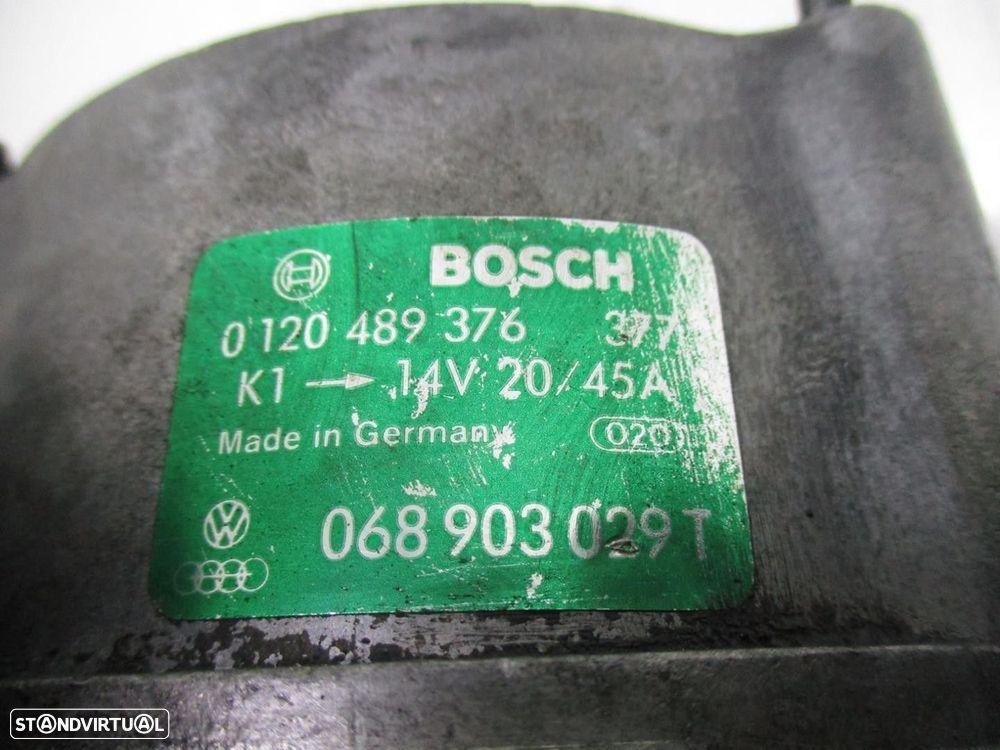 BOSCH
0 120 489 376 377
K1 → 14V 20/45A
Made in Germany 020
068 903 029 T
STANDVIRTUAL